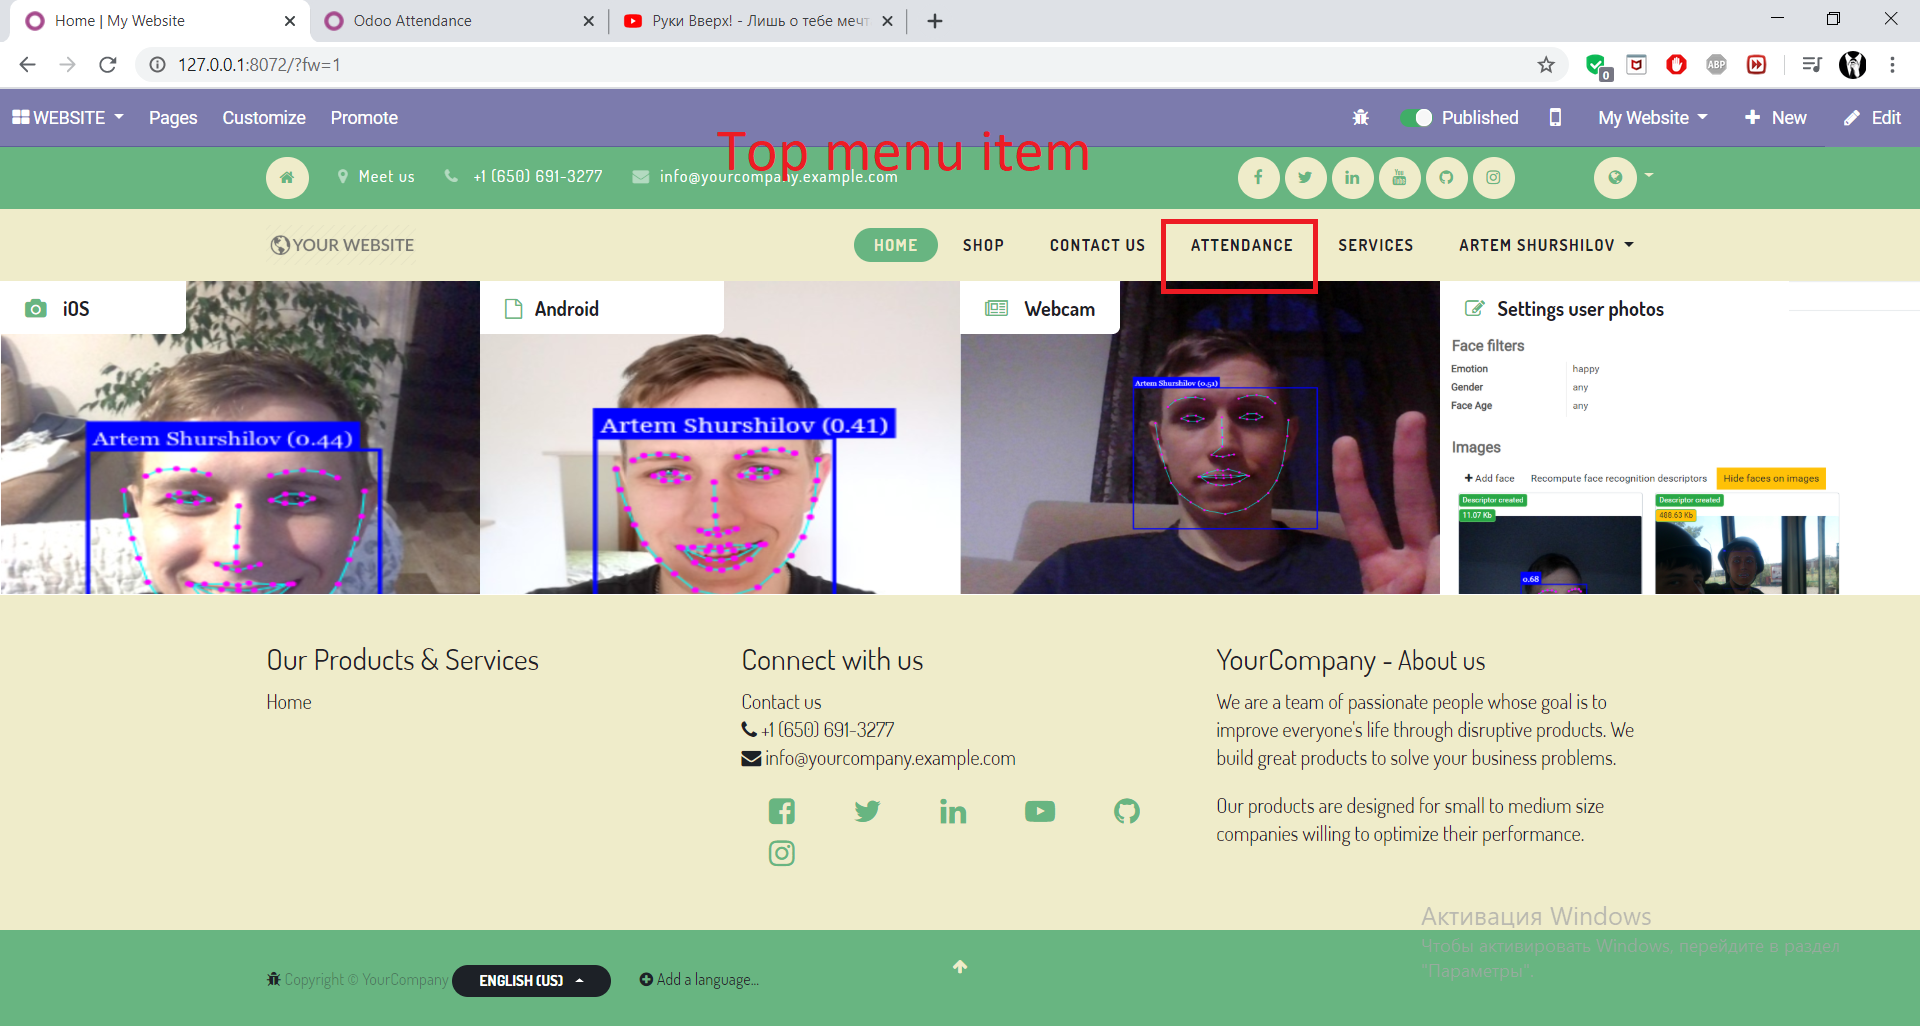 Home | My Website
Odoo Attendance
Руки Вверх! - Лишь о тебе мечт
127.0.0.1:8072/?fw=1
0
ABP
WEBSITE Pages Customize Promote
Published My Website New Edit
Top menu item
Meet us +1 (650) 691-3277 info@yourcompany.example.com
You Tube
YOUR WEBSITE
HOME SHOP CONTACT US ATTENDANCE SERVICES ARTEM SHURSHILOV
iOS
Android
Webcam
Settings user photos
Artem Shurshilov (0.44)
Artem Shurshilov (0.41)
Artem Shurshilov (0.51)
Face filters
Emotion happy
Gender any
Face Age any
Images
Add face Recompute face recognition descriptors Hide faces on images
Descriptor created
11.07 Kb
0.68
Descriptor created
408.63 Kb
Our Products & Services
Home
Connect with us
Contact us
+1 (650) 691-3277
info@yourcompany.example.com
YourCompany - About us
We are a team of passionate people whose goal is to
improve everyone's life through disruptive products. We
build great products to solve your business problems.
Our products are designed for small to medium size
companies willing to optimize their performance.
Активация Windows
Чтобы активировать Windows, перейдите в раздел
"Параметры".
Copyright © YourCompany ENGLISH (US) Add a language...